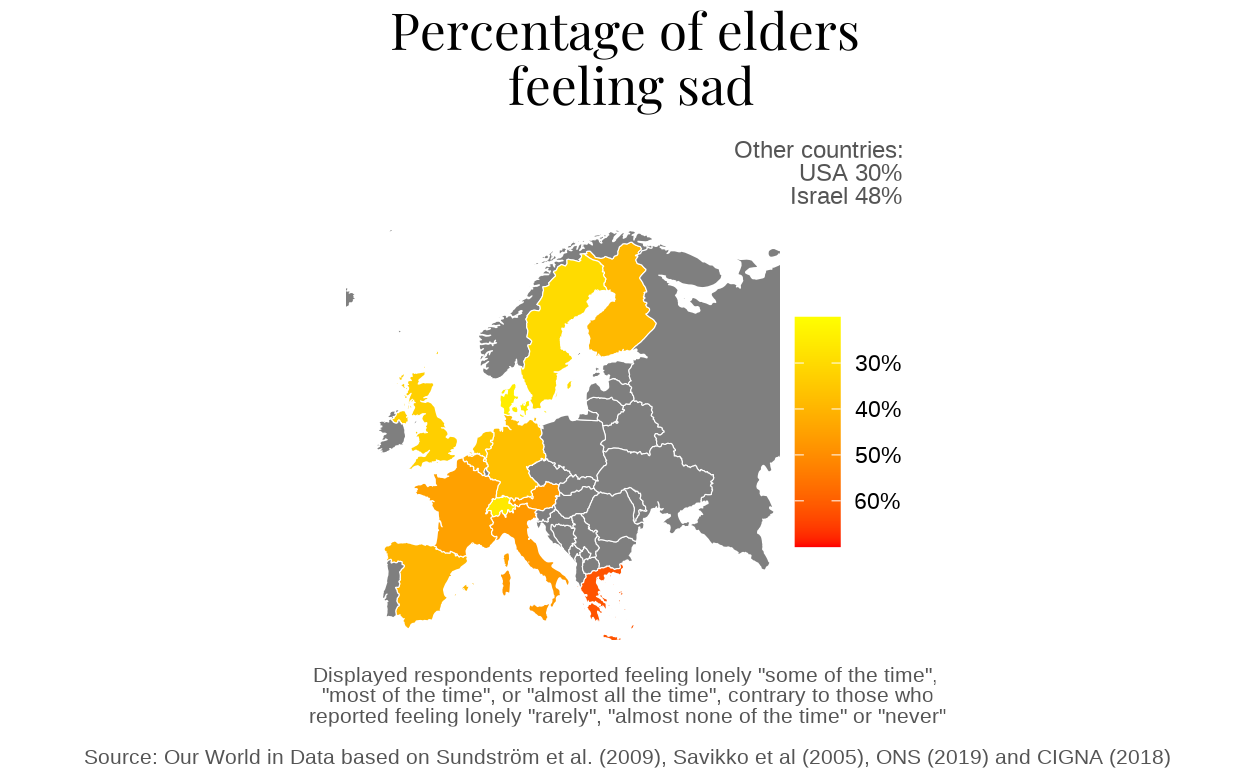 Percentage of elders
feeling sad
Other countries:
USA 30%
Israel 48%
30%
40%
50%
60%
Displayed respondents reported feeling lonely "some of the time",
"most of the time", or "almost all the time", contrary to those who
reported feeling lonely "rarely", "almost none of the time" or "never"
Source: Our World in Data based on Sundström et al. (2009), Savikko et al (2005), ONS (2019) and CIGNA (2018)